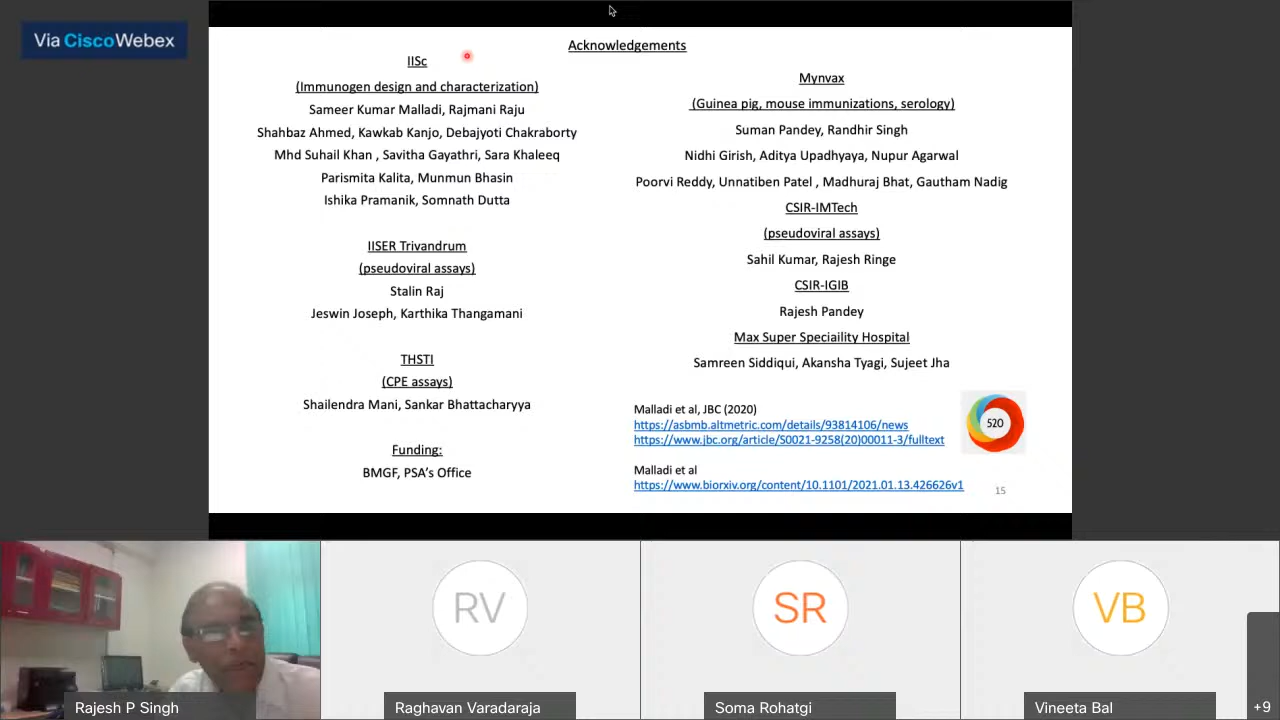 Via Cisco Webex
Acknowledgements
IISc
(Immunogen design and characterization)
Sameer Kumar Malladi, Rajmani Raju
Shahbaz Ahmed, Kawkab Kanjo, Debajyoti Chakraborty
Mhd Suhail Khan , Savitha Gayathri, Sara Khaleeq
Parismita Kalita, Munmun Bhasin
Ishika Pramanik, Somnath Dutta
IISER Trivandrum
(pseudoviral assays)
Stalin Raj
Jeswin Joseph, Karthika Thangamani
THSTI
(CPE assays)
Shailendra Mani, Sankar Bhattacharyya
Funding:
BMGF, PSA's Office
Mynvax
(Guinea pig, mouse immunizations, serology)
Suman Pandey, Randhir Singh
Nidhi Girish, Aditya Upadhyaya, Nupur Agarwal
Poorvi Reddy, Unnatiben Patel , Madhuraj Bhat, Gautham Nadig
CSIR-IMTech
(pseudoviral assays)
Sahil Kumar, Rajesh Ringe
CSIR-IGIB
Rajesh Pandey
Max Super Speciaility Hospital
Samreen Siddiqui, Akansha Tyagi, Sujeet Jha
Malladi et al, JBC (2020)
https://asbmb.altmetric.com/details/93814106/news
https://www.jbc.org/article/S0021-9258(20)00011-3/fulltext
520
Malladi et al
https://www.biorxiv.org/content/10.1101/2021.01.13.426626v1
15
RV
SR
VB
Rajesh P Singh
Raghavan Varadaraja
Soma Rohatgi
Vineeta Bal
+9